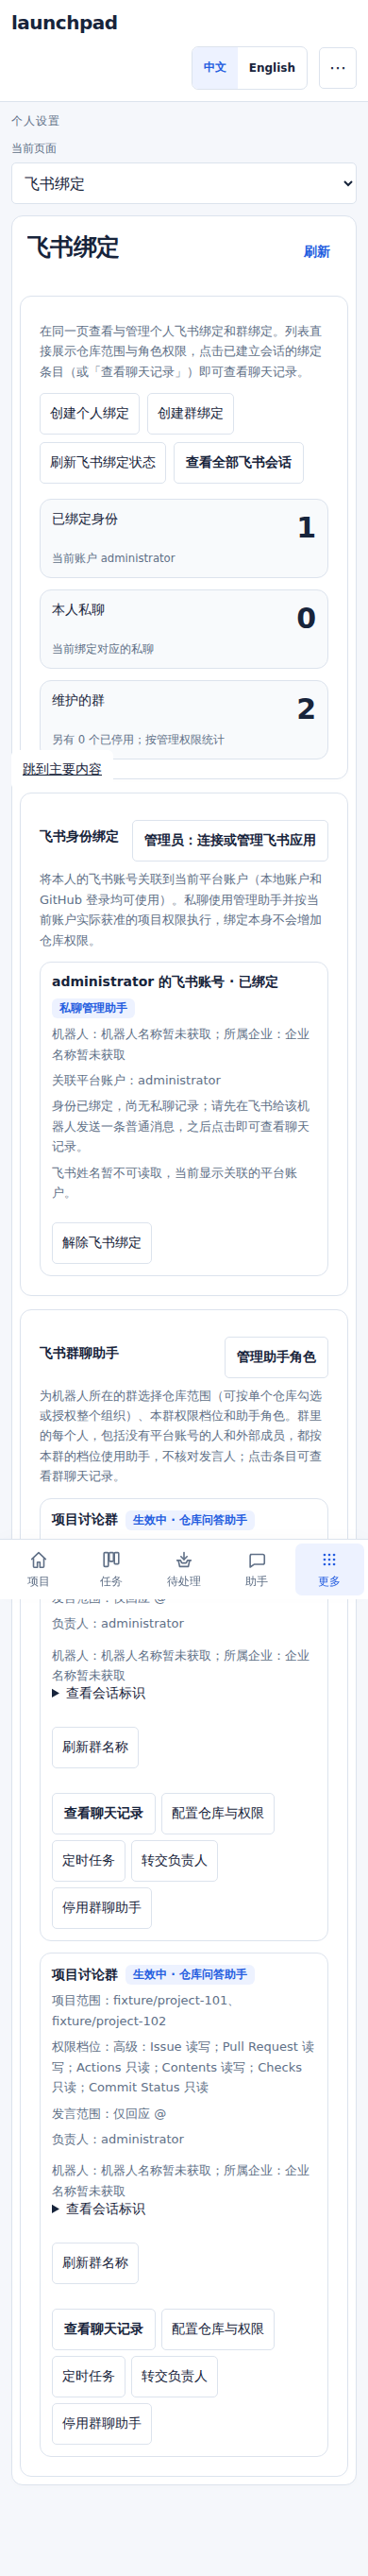 launchpad
中文 English ···
个人设置
当前页面
飞书绑定
飞书绑定 刷新
在同一页查看与管理个人飞书绑定和群绑定。列表直
接展示仓库范围与角色权限，点击已建立会话的绑定
条目（或「查看聊天记录」）即可查看聊天记录。
创建个人绑定 创建群绑定
刷新飞书绑定状态 查看全部飞书会话
已绑定身份 1
当前账户 administrator
本人私聊 0
当前绑定对应的私聊
维护的群 2
另有 0 个已停用；按管理权限统计
跳到主要内容
飞书身份绑定 管理员：连接或管理飞书应用
将本人的飞书账号关联到当前平台账户（本地账户和
GitHub 登录均可使用）。私聊使用管理助手并按当
前账户实际获准的项目权限执行，绑定本身不会增加
仓库权限。
administrator 的飞书账号 · 已绑定
私聊管理助手
机器人：机器人名称暂未获取；所属企业：企业
名称暂未获取
关联平台账户：administrator
身份已绑定，尚无私聊记录；请先在飞书给该机
器人发送一条普通消息，之后点击即可查看聊天
记录。
飞书姓名暂不可读取，当前显示关联的平台账
户。
解除飞书绑定
飞书群聊助手 管理助手角色
为机器人所在的群选择仓库范围（可按单个仓库勾选
或授权整个组织）、本群权限档位和助手角色。群里
的每个人，包括没有平台账号的人和外部成员，都按
本群的档位使用助手，不核对发言人；点击条目可查
看群聊天记录。
项目讨论群 生效中 · 仓库问答助手
项目 任务 待处理 助手 更多
发言范围：仅回应 @
负责人：administrator
机器人：机器人名称暂未获取；所属企业：企业
名称暂未获取
▶ 查看会话标识
刷新群名称
查看聊天记录 配置仓库与权限
定时任务 转交负责人
停用群聊助手
项目讨论群 生效中 · 仓库问答助手
项目范围：fixture/project-101、
fixture/project-102
权限档位：高级：Issue 读写；Pull Request 读
写；Actions 只读；Contents 读写；Checks
只读；Commit Status 只读
发言范围：仅回应 @
负责人：administrator
机器人：机器人名称暂未获取；所属企业：企业
名称暂未获取
▶ 查看会话标识
刷新群名称
查看聊天记录 配置仓库与权限
定时任务 转交负责人
停用群聊助手